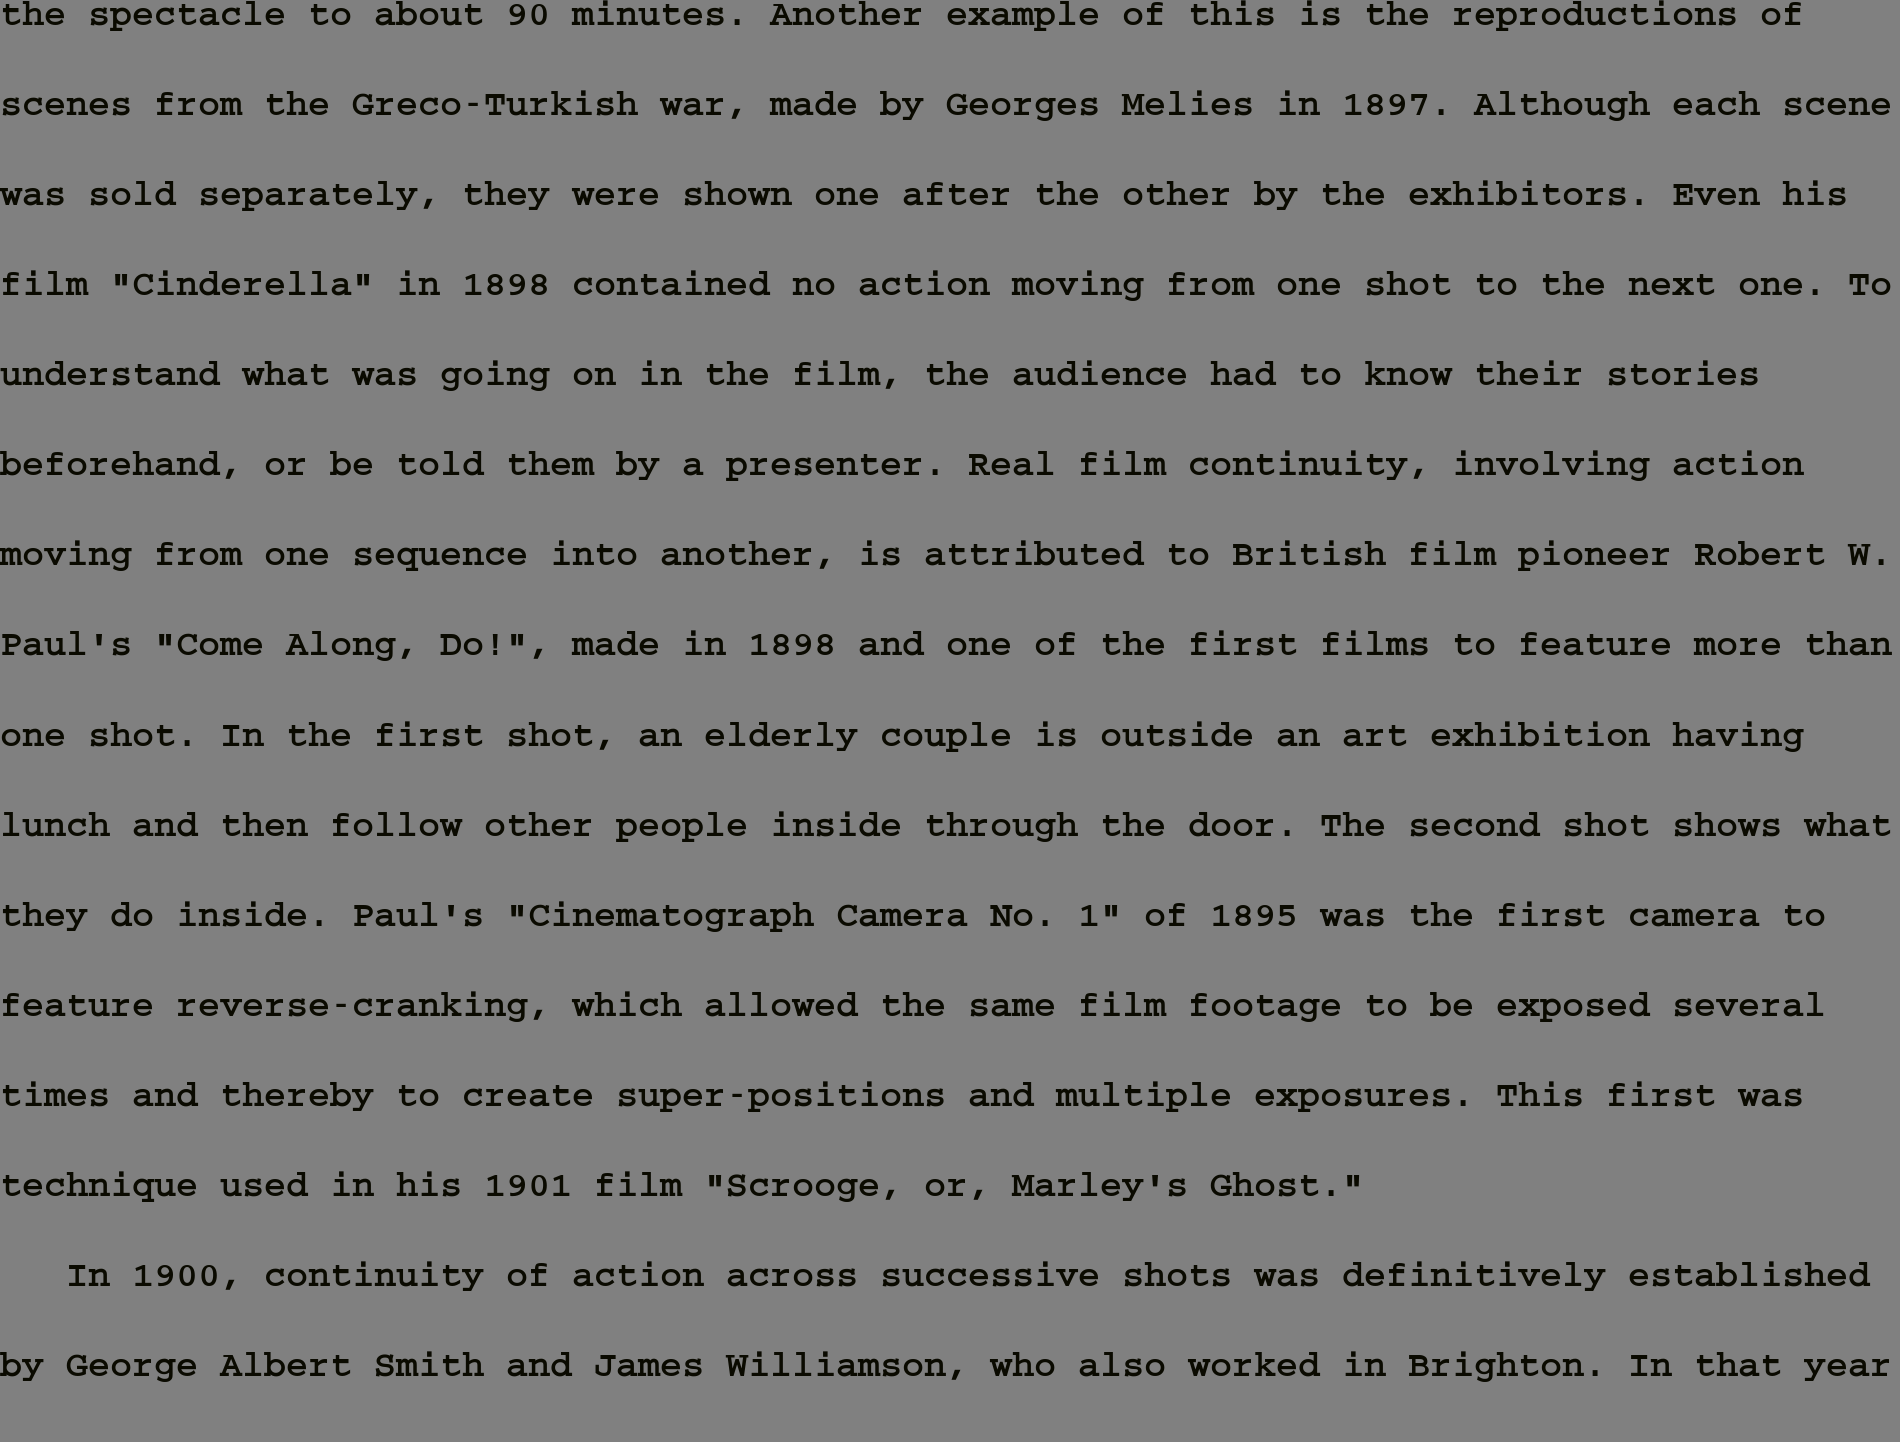 the spectacle to about 90 minutes. Another example of this is the reproductions of
scenes from the Greco-Turkish war, made by Georges Melies in 1897. Although each scene
was sold separately, they were shown one after the other by the exhibitors. Even his
film "Cinderella" in 1898 contained no action moving from one shot to the next one. To
understand what was going on in the film, the audience had to know their stories
beforehand, or be told them by a presenter. Real film continuity, involving action
moving from one sequence into another, is attributed to British film pioneer Robert W.
Paul's "Come Along, Do!", made in 1898 and one of the first films to feature more than
one shot. In the first shot, an elderly couple is outside an art exhibition having
lunch and then follow other people inside through the door. The second shot shows what
they do inside. Paul's "Cinematograph Camera No. 1" of 1895 was the first camera to
feature reverse-cranking, which allowed the same film footage to be exposed several
times and thereby to create super-positions and multiple exposures. This first was
technique used in his 1901 film "Scrooge, or, Marley's Ghost."
In 1900, continuity of action across successive shots was definitively established
by George Albert Smith and James Williamson, who also worked in Brighton. In that year